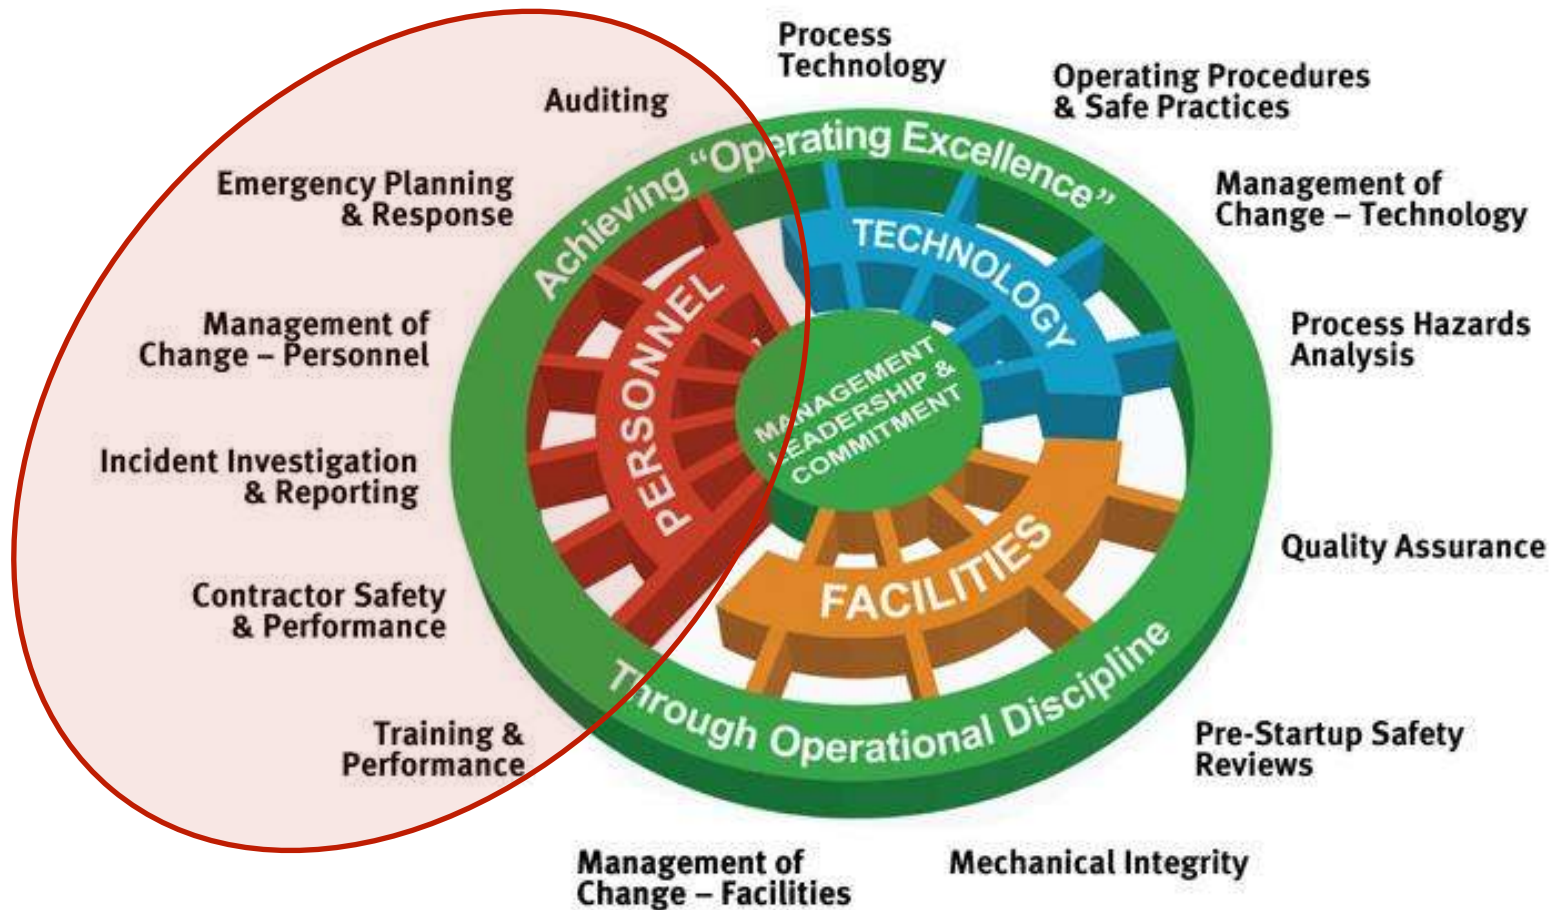 Process
Technology
Operating Procedures
& Safe Practices
Management of
Change – Technology
Process Hazards
Analysis
Quality Assurance
Pre-Startup Safety
Reviews
Mechanical Integrity
Management of
Change – Facilities
Training &
Performance
Contractor Safety
& Performance
Incident Investigation
& Reporting
Management of
Change – Personnel
Emergency Planning
& Response
Auditing
Achieving “Operating Excellence”
Through Operational Discipline
PERSONNEL
TECHNOLOGY
FACILITIES
MANAGEMENT
LEADERSHIP &
COMMITMENT